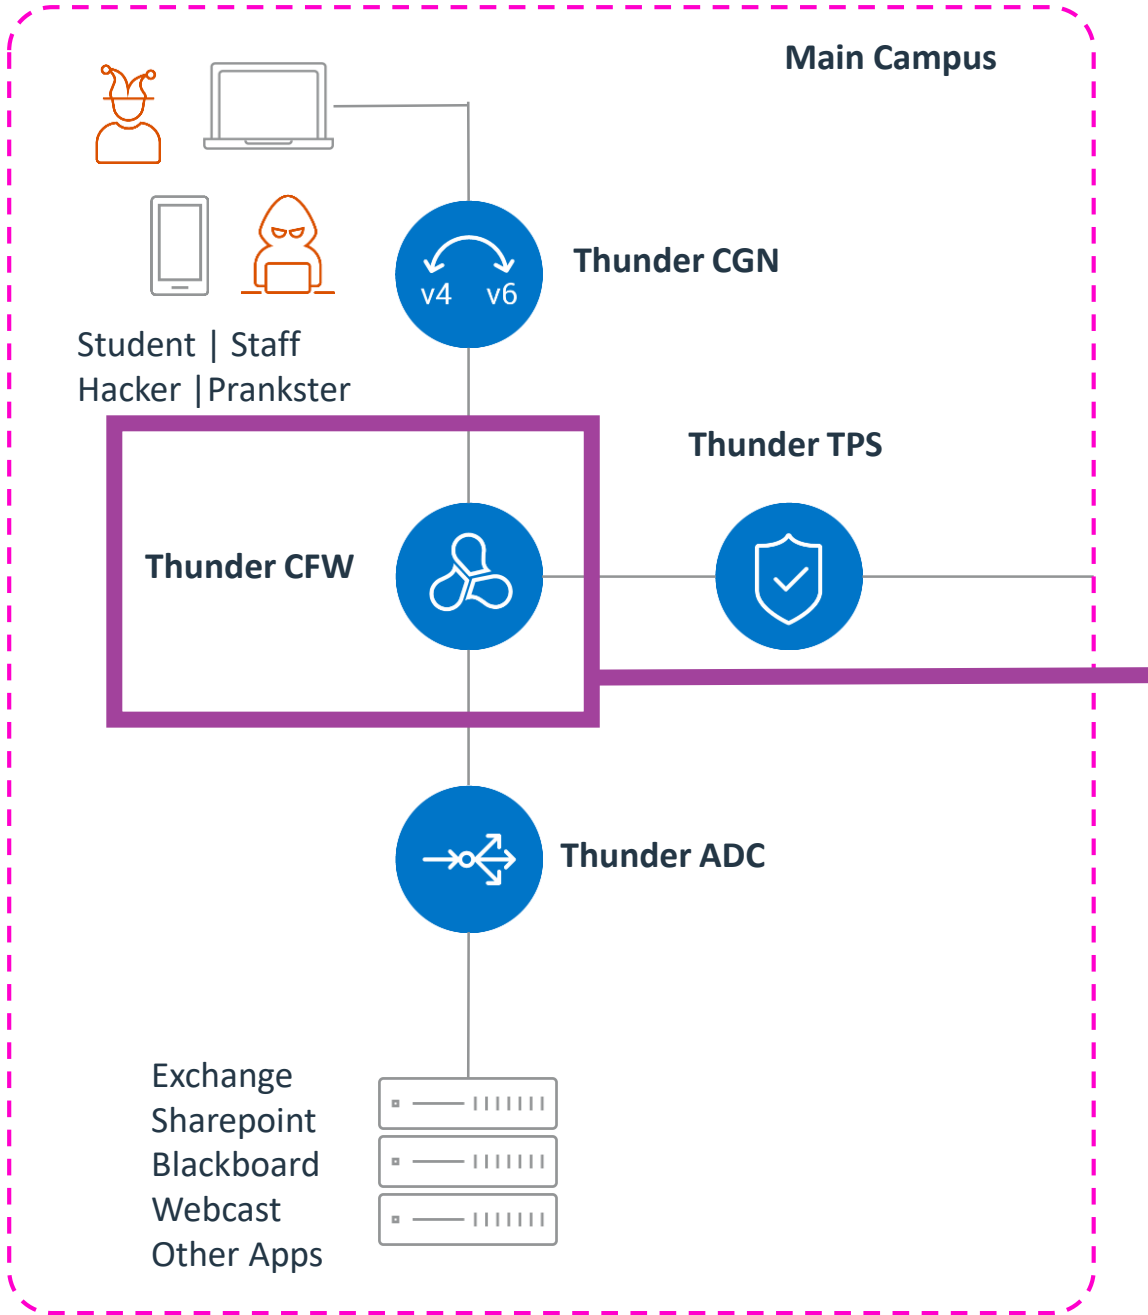 Main Campus
Thunder CGN
v4 v6
Student | Staff
Hacker |Prankster
Thunder TPS
Thunder CFW
Thunder ADC
Exchange
Sharepoint
Blackboard
Webcast
Other Apps